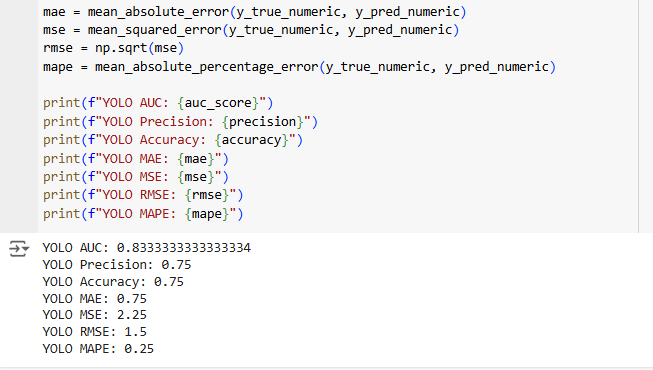 mae = mean_absolute_error(y_true_numeric, y_pred_numeric)
mse = mean_squared_error(y_true_numeric, y_pred_numeric)
rmse = np.sqrt(mse)
mape = mean_absolute_percentage_error(y_true_numeric, y_pred_numeric)
print(f"YOLO AUC: {auc_score}")
print(f"YOLO Precision: {precision}")
print(f"YOLO Accuracy: {accuracy}")
print(f"YOLO MAE: {mae}")
print(f"YOLO MSE: {mse}")
print(f"YOLO RMSE: {rmse}")
print(f"YOLO MAPE: {mape}")
YOLO AUC: 0.8333333333333334
YOLO Precision: 0.75
YOLO Accuracy: 0.75
YOLO MAE: 0.75
YOLO MSE: 2.25
YOLO RMSE: 1.5
YOLO MAPE: 0.25